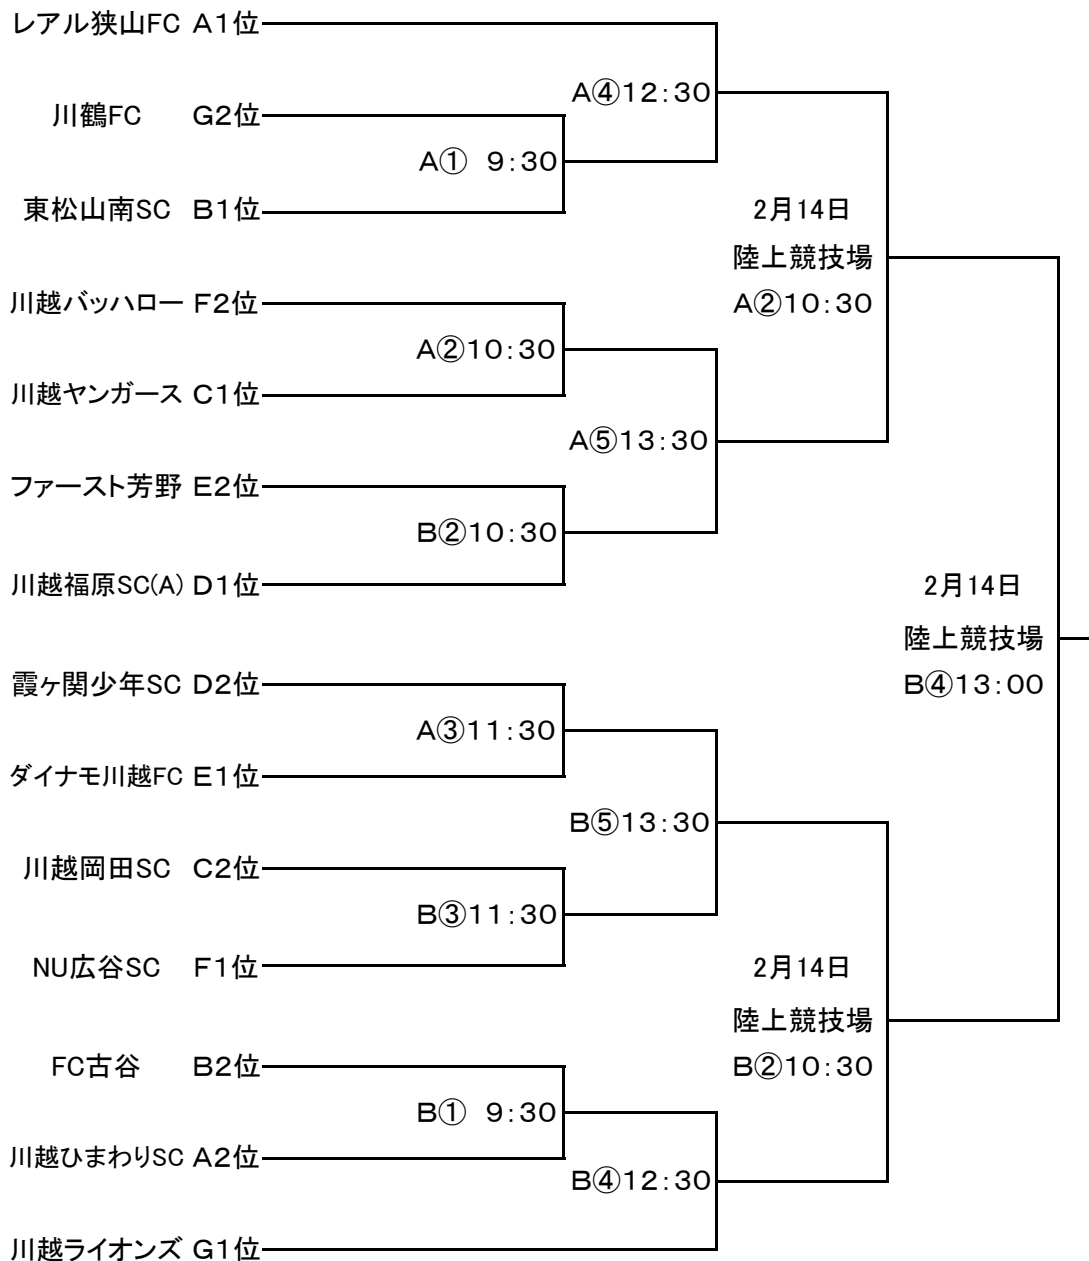 レアル狭山FC A1位
A④12:30
川鶴FC G2位
A① 9:30
東松山南SC B1位
2月14日
陸上競技場
A②10:30
川越バッハロー F2位
A②10:30
川越ヤンガース C1位
A⑤13:30
ファースト芳野 E2位
B②10:30
川越福原SC(A) D1位
2月14日
陸上競技場
B④13:00
霞ヶ関少年SC D2位
A③11:30
ダイナモ川越FC E1位
B⑤13:30
川越岡田SC C2位
B③11:30
NU広谷SC F1位
2月14日
陸上競技場
B②10:30
FC古谷 B2位
B① 9:30
川越ひまわりSC A2位
B④12:30
川越ライオンズ G1位